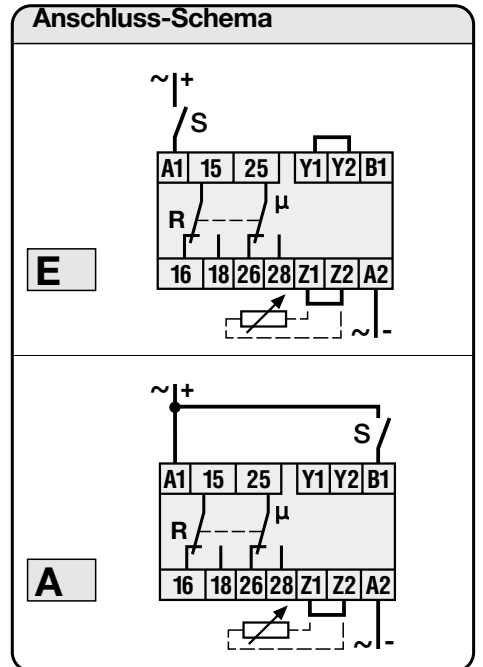 Anschluss-Schema
~ +
S
A1 15 25 Y1 Y2 B1
R µ
E
16 18 26 28 Z1 Z2 A2
~ -
~ +
S
A1 15 25 Y1 Y2 B1
R µ
A
16 18 26 28 Z1 Z2 A2
~ -